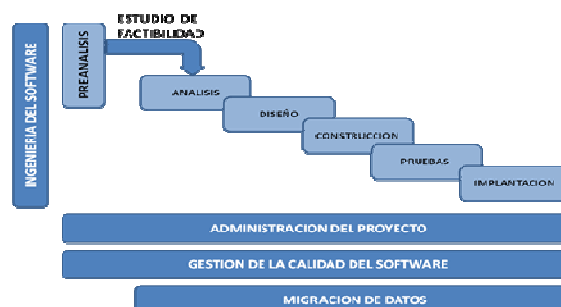 ESTUDIO DE
FACTIBILIDAD
INGENIERIA DEL SOFTWARE
PREANALISIS
ANALISIS
DISEÑO
CONSTRUCCION
PRUEBAS
IMPLANTACION
ADMINISTRACION DEL PROYECTO
GESTION DE LA CALIDAD DEL SOFTWARE
MIGRACION DE DATOS